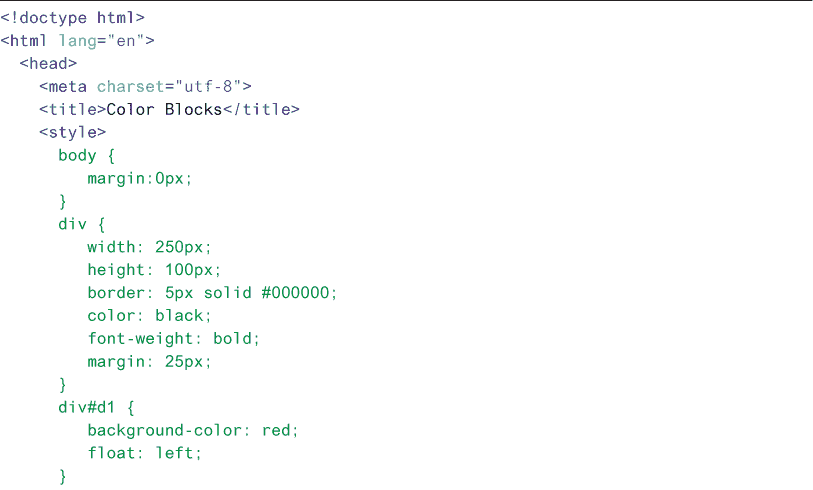 <!doctype html>
<html lang="en">
  <head>
    <meta charset="utf-8">
    <title>Color Blocks</title>
    <style>
      body {
         margin:0px;
      }
      div {
         width: 250px;
         height: 100px;
         border: 5px solid #000000;
         color: black;
         font-weight: bold;
         margin: 25px;
      }
      div#d1 {
         background-color: red;
         float: left;
      }